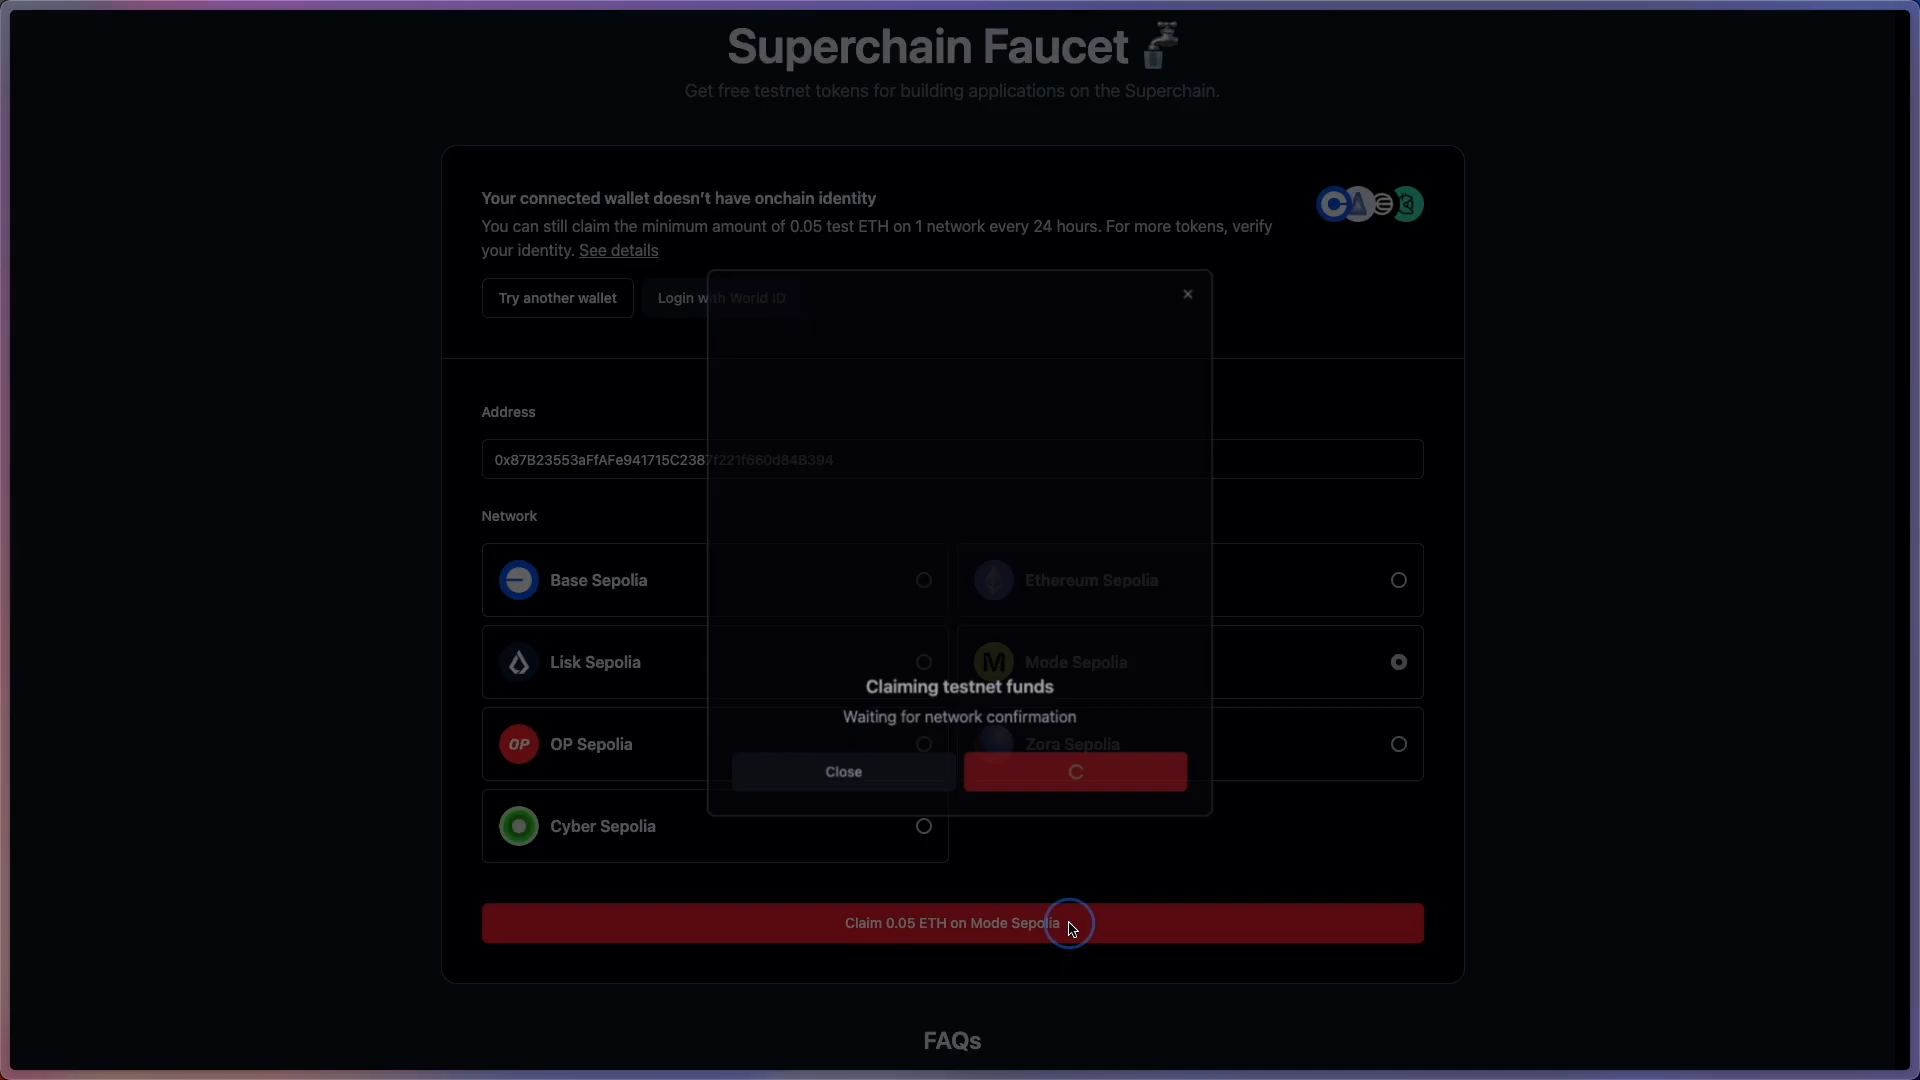 Superchain Faucet
Get free testnet tokens for building applications on the Superchain.
Your connected wallet doesn’t have onchain identity
You can still claim the minimum amount of 0.05 test ETH on 1 network every 24 hours. For more tokens, verify
your identity. See details
Try another wallet
Login with World ID
Address
0x87B23553aFfAFe941715C2387f221f660d84B394
Network
Base Sepolia
Ethereum Sepolia
Lisk Sepolia
M
Mode Sepolia
Claiming testnet funds
Waiting for network confirmation
OP
OP Sepolia
Zora Sepolia
Close
Cyber Sepolia
Claim 0.05 ETH on Mode Sepolia
FAQs